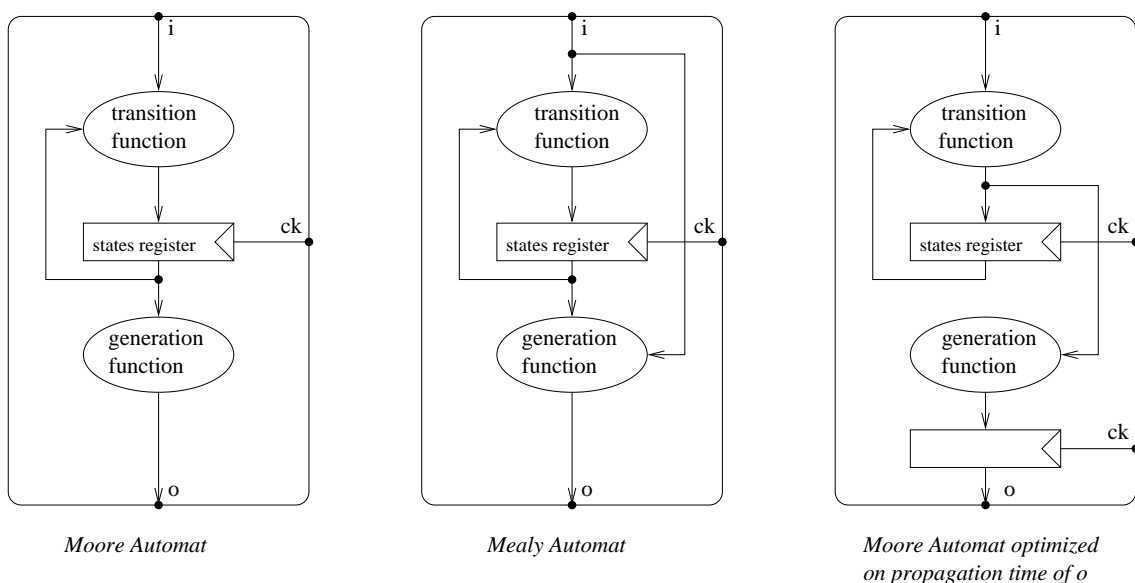 i
transition
function
states register
ck
generation
function
o
Moore Automat
i
transition
function
states register
ck
generation
function
o
Mealy Automat
i
transition
function
states register
ck
generation
function
ck
o
Moore Automat optimized
on propagation time of o